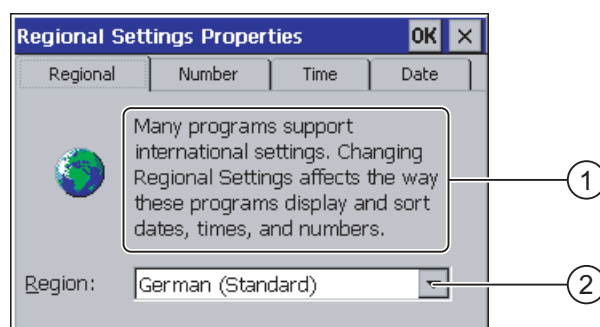 Regional Settings Properties OK ×
Regional Number Time Date
Many programs support
international settings. Changing
Regional Settings affects the way
these programs display and sort
dates, times, and numbers.
1
Region: German (Standard)
2